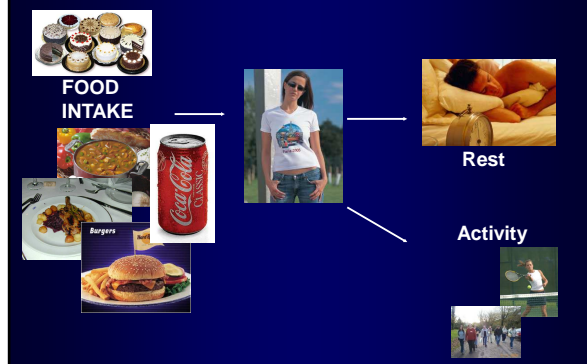 FOOD
INTAKE
Coca-Cola
CLASSIC
Burgers
Rest
Activity